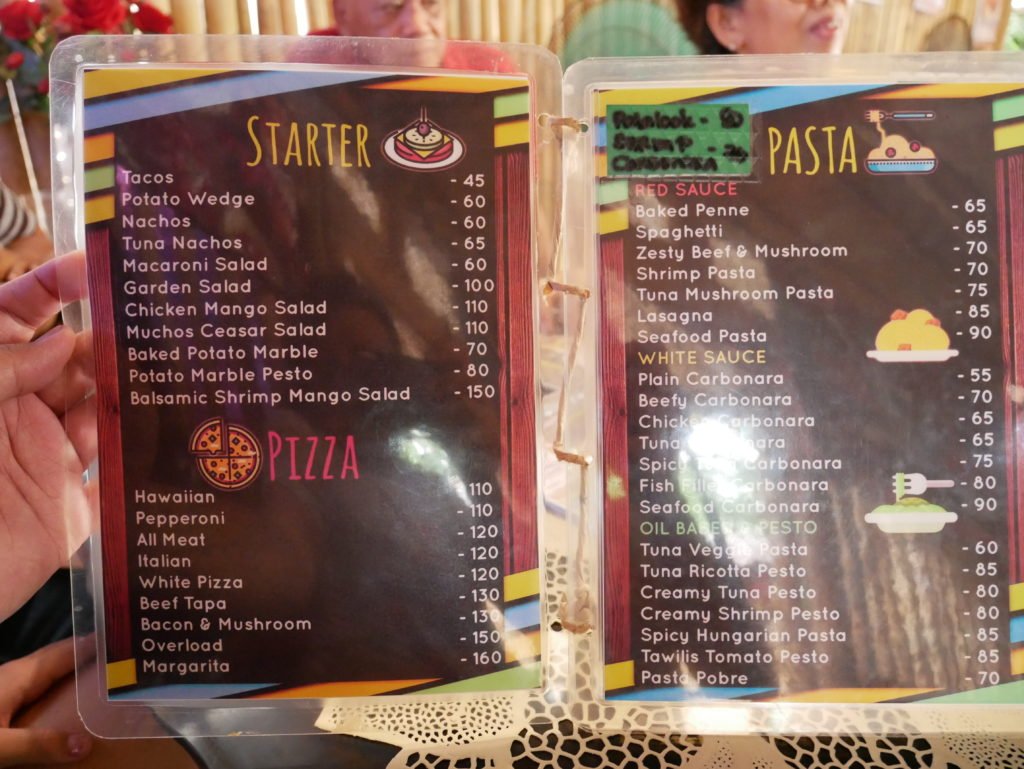 STARTER
Tacos - 45
Potato Wedge - 60
Nachos - 60
Tuna Nachos - 65
Macaroni Salad - 60
Garden Salad - 100
Chicken Mango Salad - 110
Muchos Ceasar Salad - 110
Baked Potato Marble - 70
Potato Marble Pesto - 80
Balsamic Shrimp Mango Salad - 150
PIZZA
Hawaiian - 110
Pepperoni - 110
All Meat - 120
Italian - 120
White Pizza - 120
Beef Tapa - 130
Bacon & Mushroom - 130
Overload - 150
Margarita - 160
SHRIMP
CARBONARA
PASTA
RED SAUCE
Baked Penne - 65
Spaghetti - 65
Zesty Beef & Mushroom - 70
Shrimp Pasta - 70
Tuna Mushroom Pasta - 75
Lasagna - 85
Seafood Pasta - 90
WHITE SAUCE
Plain Carbonara - 55
Beefy Carbonara - 70
Chicken Carbonara - 65
Tuna Carbonara - 65
Spicy Tuna Carbonara - 75
Fish Fillet Carbonara - 80
Seafood Carbonara - 90
OIL BAKED & PESTO
Tuna Veggie Pasta - 60
Tuna Ricotta Pesto - 85
Creamy Tuna Pesto - 80
Creamy Shrimp Pesto - 80
Spicy Hungarian Pasta - 85
Tawilis Tomato Pesto - 85
Pasta Pobre - 70